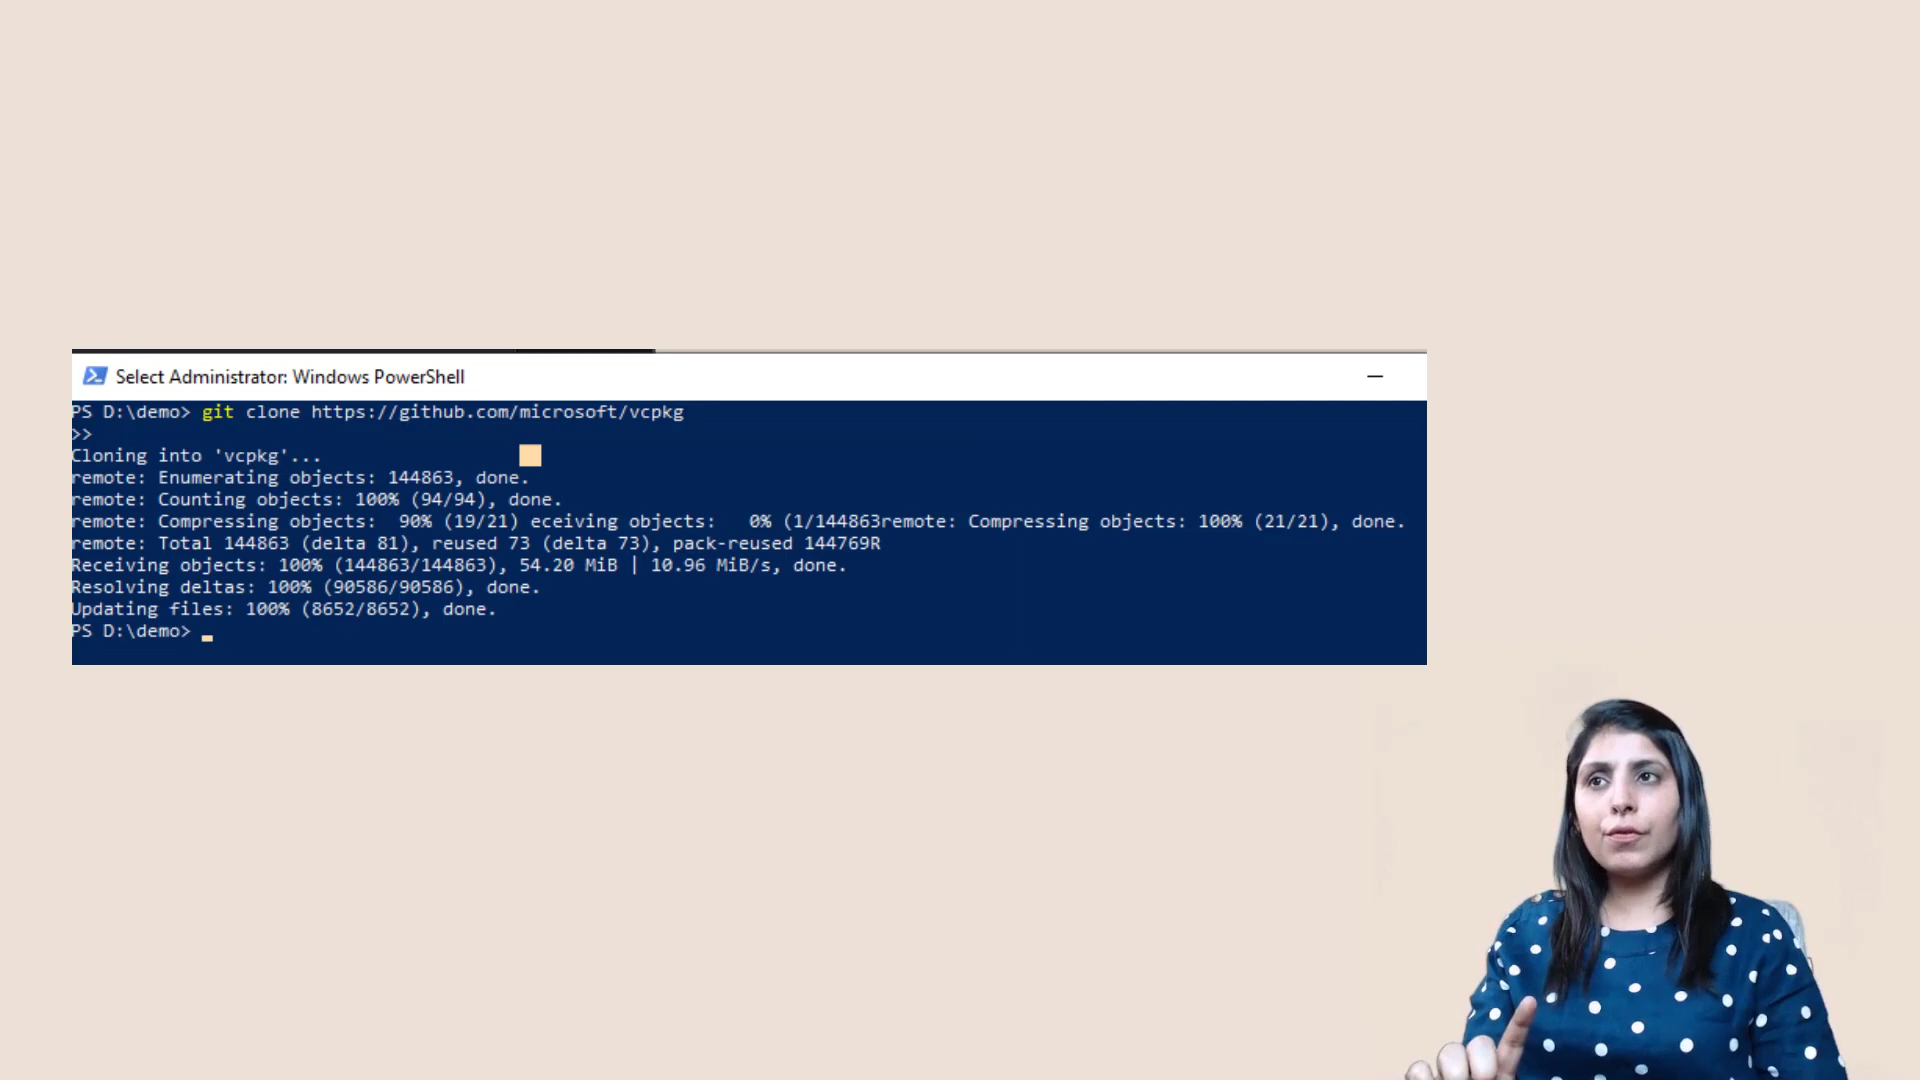 Select Administrator: Windows PowerShell
PS D:\demo> git clone https://github.com/microsoft/vcpkg
>>
Cloning into 'vcpkg'...
remote: Enumerating objects: 144863, done.
remote: Counting objects: 100% (94/94), done.
remote: Compressing objects:  90% (19/21) eceiving objects:   0% (1/144863remote: Compressing objects: 100% (21/21), done.
remote: Total 144863 (delta 81), reused 73 (delta 73), pack-reused 144769R
Receiving objects: 100% (144863/144863), 54.20 MiB | 10.96 MiB/s, done.
Resolving deltas: 100% (90586/90586), done.
Updating files: 100% (8652/8652), done.
PS D:\demo>